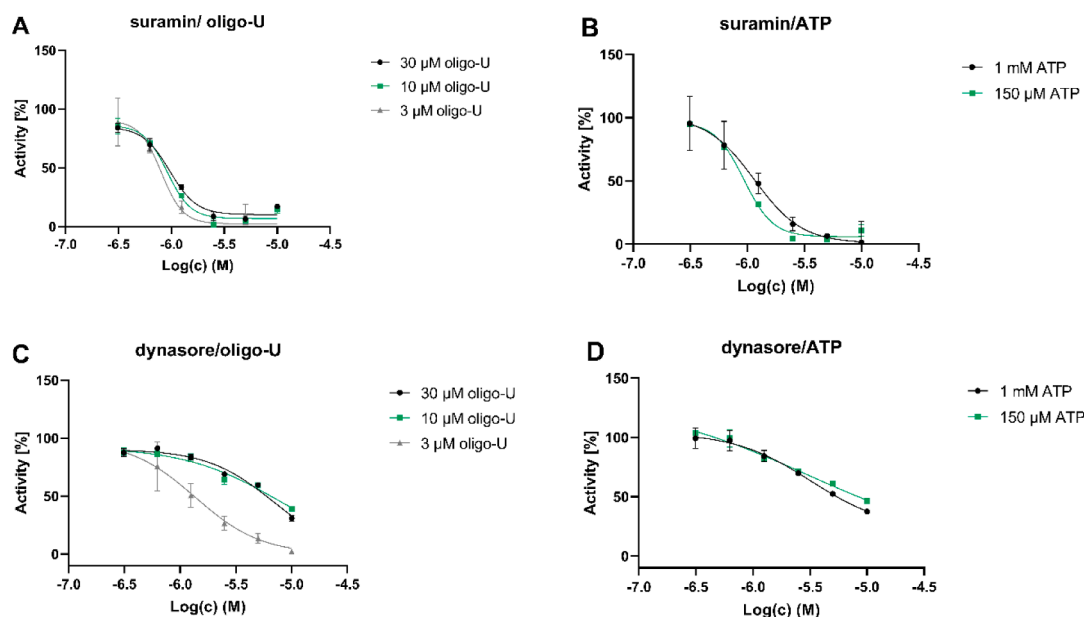 A
suramin/ oligo-U
150
100
50
0
Activity [%]
-7.0 -6.5 -6.0 -5.5 -5.0 -4.5
Log(c) (M)
30 µM oligo-U
10 µM oligo-U
3 µM oligo-U
B
suramin/ATP
150
100
50
0
Activity [%]
-7.0 -6.5 -6.0 -5.5 -5.0 -4.5
Log(c) (M)
1 mM ATP
150 µM ATP
C
dynasore/oligo-U
150
100
50
0
Activity [%]
-7.0 -6.5 -6.0 -5.5 -5.0 -4.5
Log(c) (M)
30 µM oligo-U
10 µM oligo-U
3 µM oligo-U
D
dynasore/ATP
150
100
50
0
Activity [%]
-7.0 -6.5 -6.0 -5.5 -5.0 -4.5
Log(c) (M)
1 mM ATP
150 µM ATP